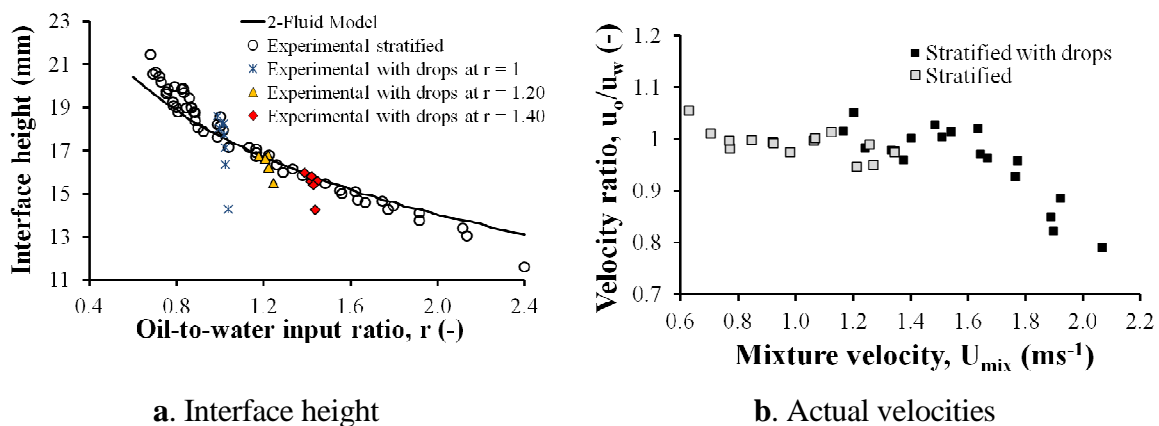 23
21
19
17
15
13
11
Interface height (mm)
2-Fluid Model
Experimental stratified
Experimental with drops at r = 1
Experimental with drops at r = 1.20
Experimental with drops at r = 1.40
0.4 0.8 1.2 1.6 2.0 2.4
Oil-to-water input ratio, r (-)
a. Interface height
1.2
1.1
1.0
0.9
0.8
0.7
Velocity ratio, uo/uw (-)
Stratified with drops
Stratified
0.6 0.8 1.0 1.2 1.4 1.6 1.8 2.0 2.2
Mixture velocity, Umix (ms-1)
b. Actual velocities